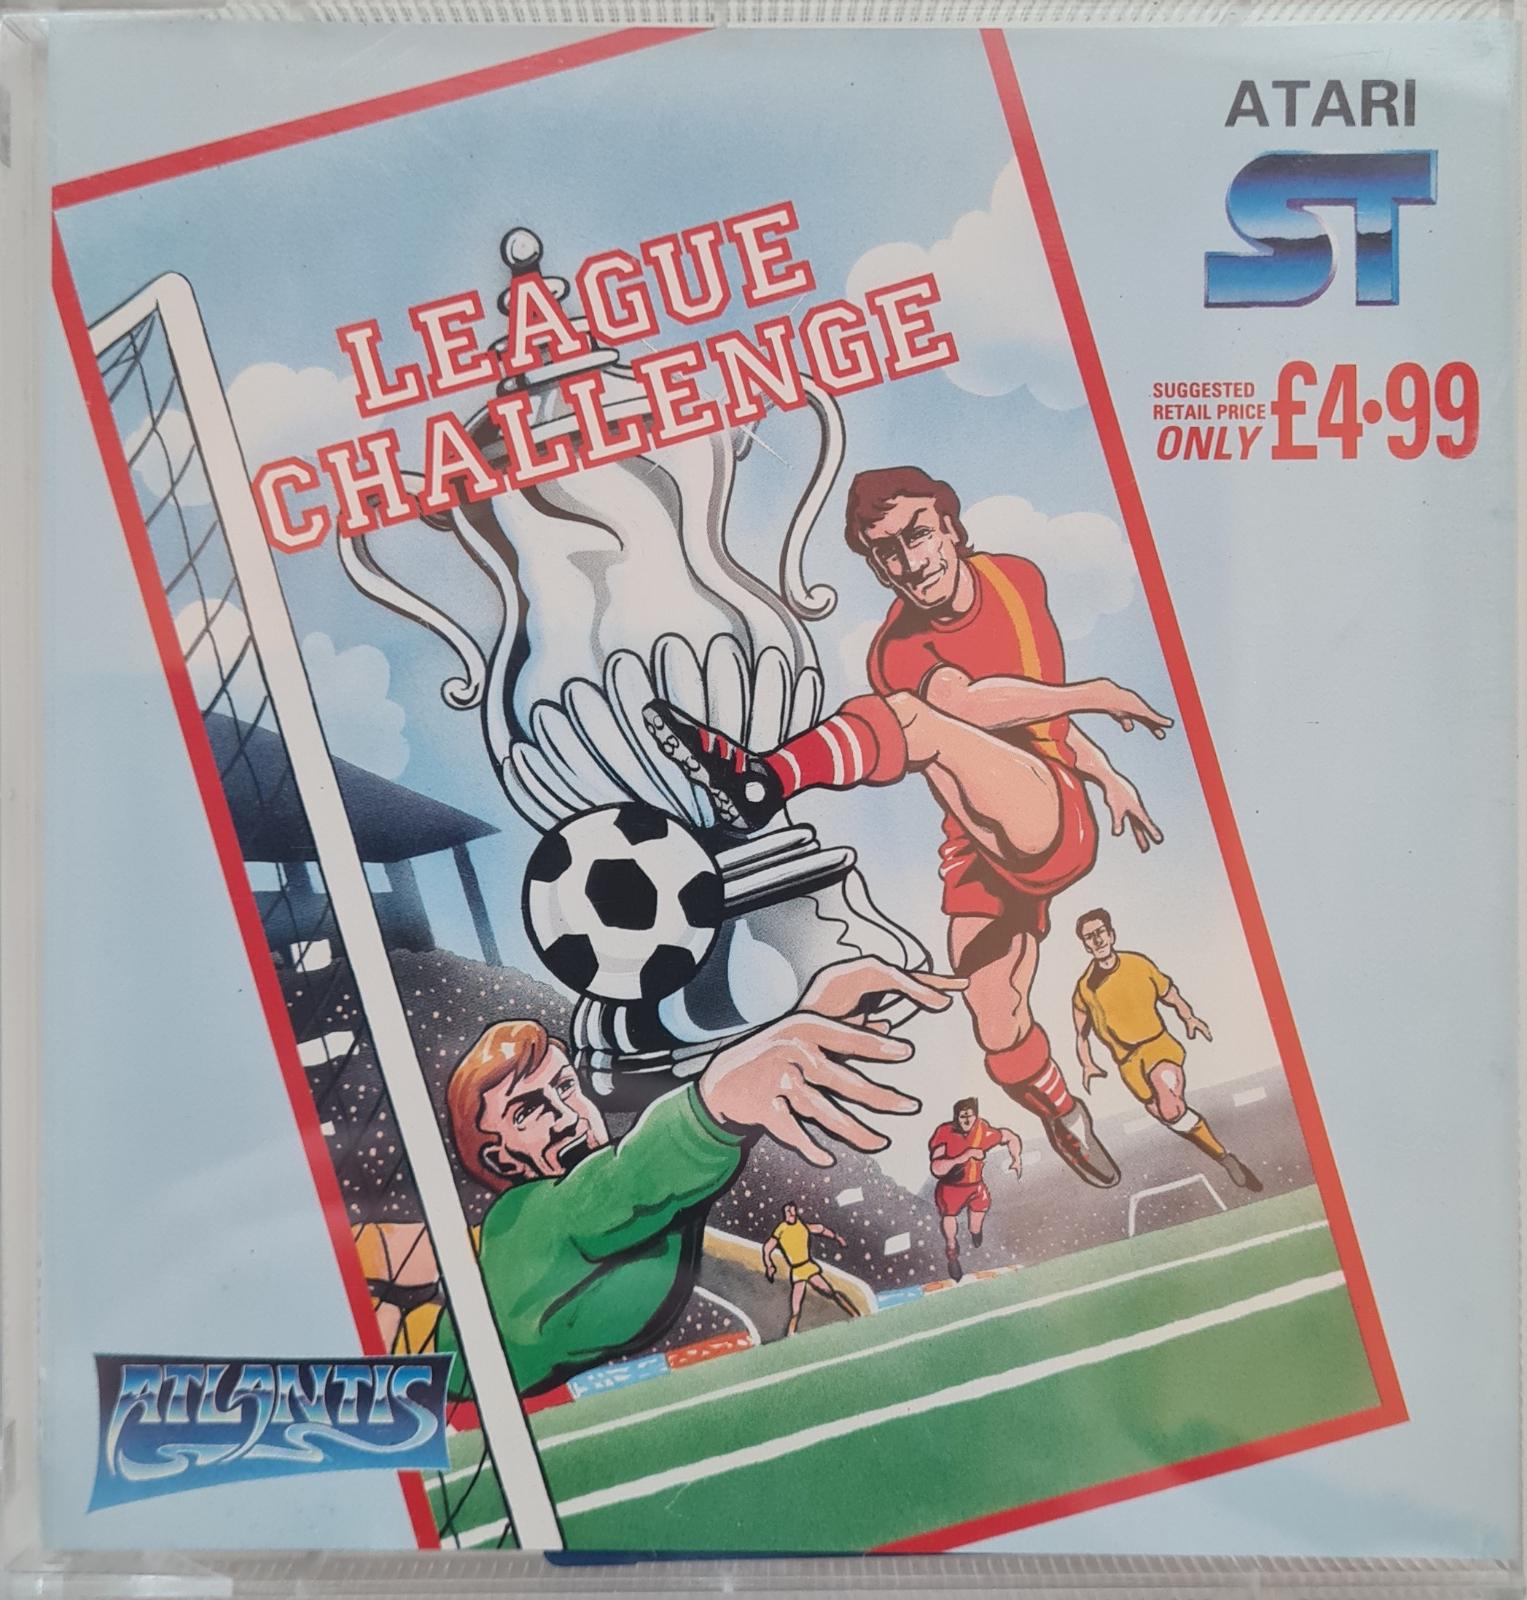 ATARI
ST
LEAGUE
CHALLENGE
SUGGESTED
RETAIL PRICE
ONLY £4.99
ATLANTIS